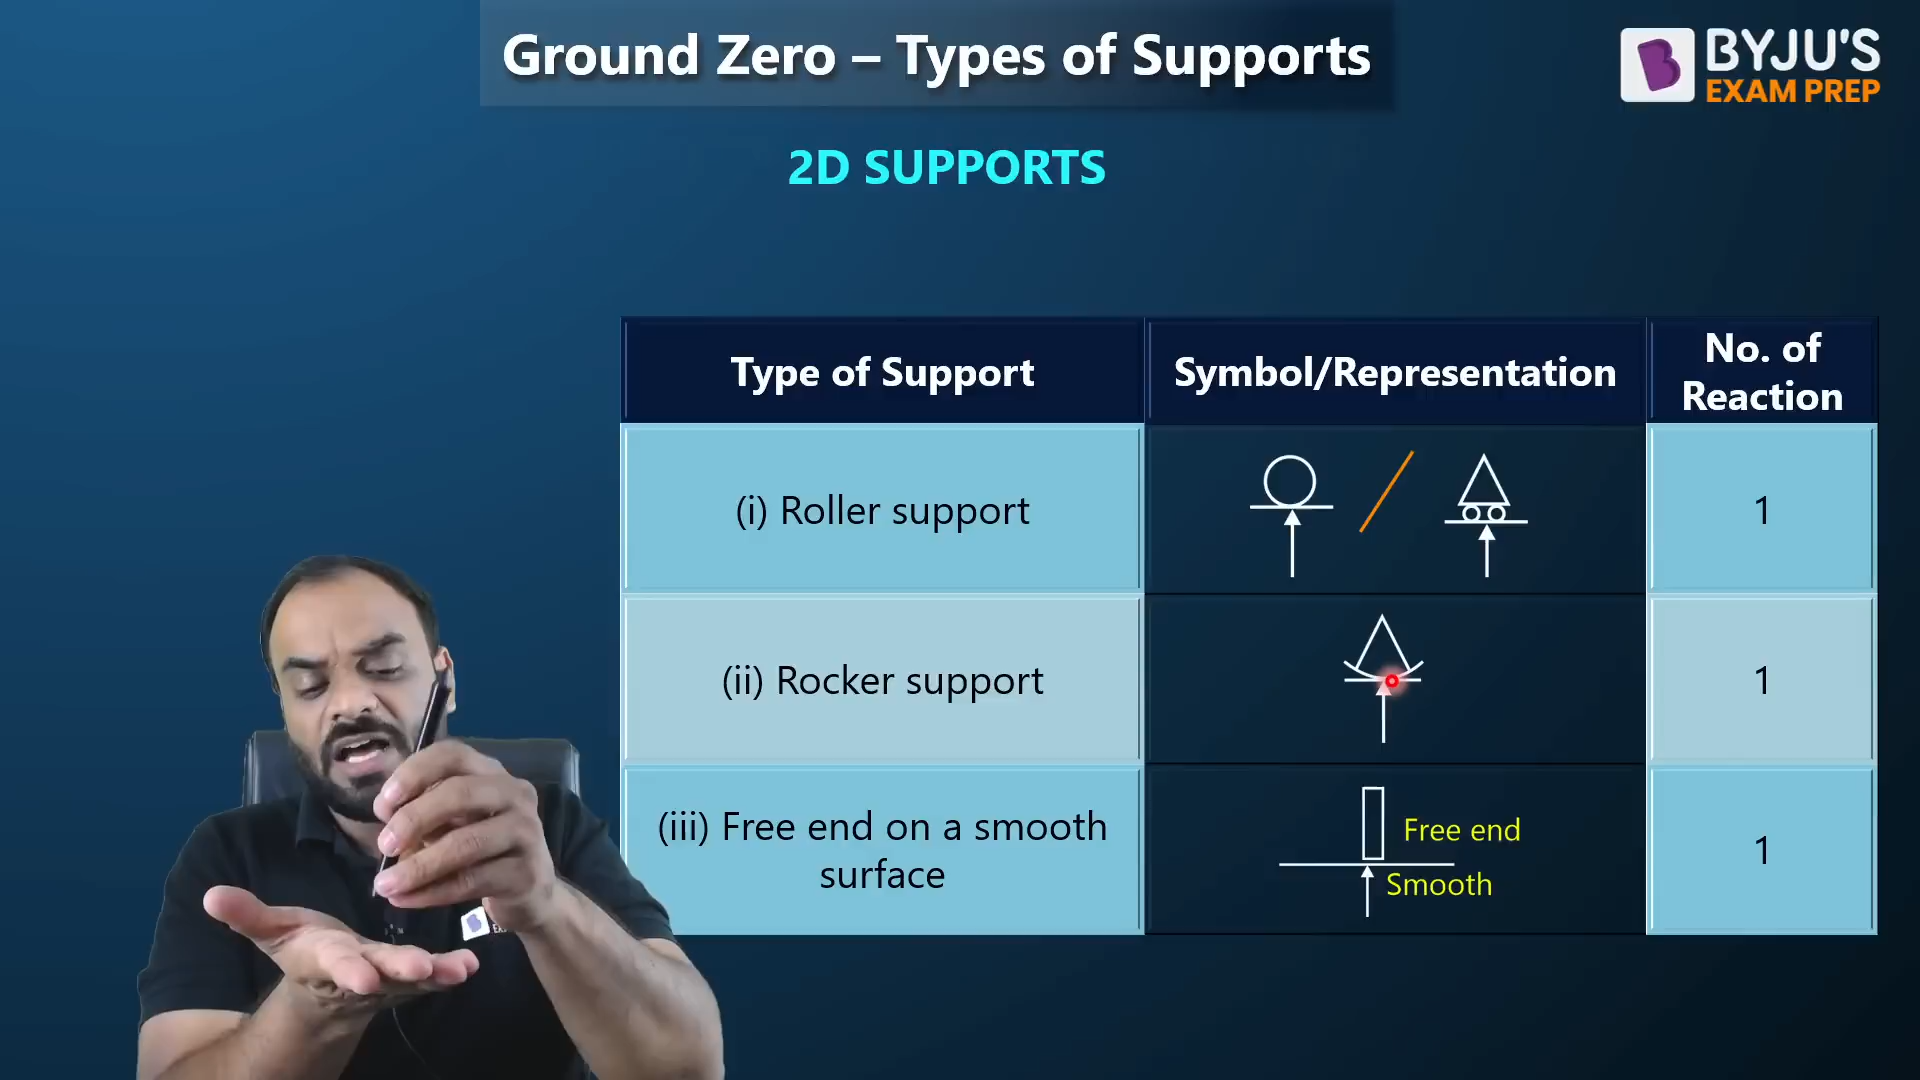 Ground Zero – Types of Supports
BYJU'S
EXAM PREP
2D SUPPORTS
Type of Support
Symbol/Representation
No. of
Reaction
(i) Roller support
1
(ii) Rocker support
1
(iii) Free end on a smooth
surface
Free end
Smooth
1